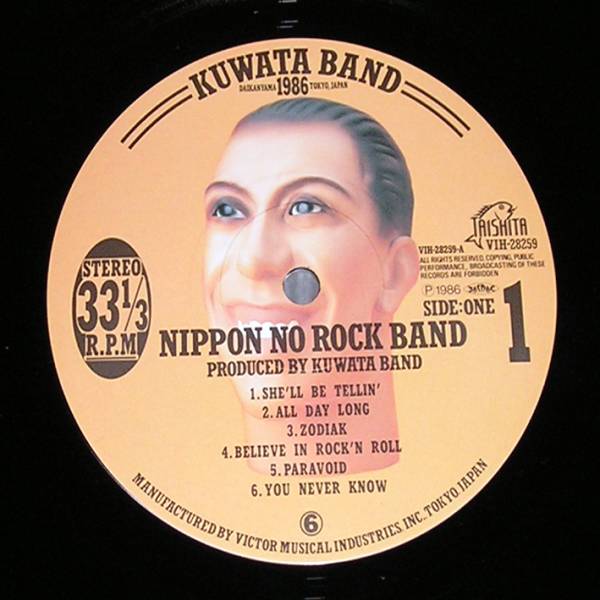 KUWATA BAND
DAIKANYAMA 1986 TOKYO, JAPAN
TAISHITA
VIH-28259
VIH-28259-A
ALL RIGHTS RESERVED. COPYING, PUBLIC
PERFORMANCE, BROADCASTING OF THESE
RECORDS ARE FORBIDDEN
Ⓟ 1986
STEREO
33 1/3
R.P.M
SIDE:ONE 1
NIPPON NO ROCK BAND
PRODUCED BY KUWATA BAND
1.SHE'LL BE TELLIN'
2.ALL DAY LONG
3.ZODIAK
4.BELIEVE IN ROCK'N ROLL
5.PARAVOID
6.YOU NEVER KNOW
6
MANUFACTURED BY VICTOR MUSICAL INDUSTRIES, INC., TOKYO, JAPAN